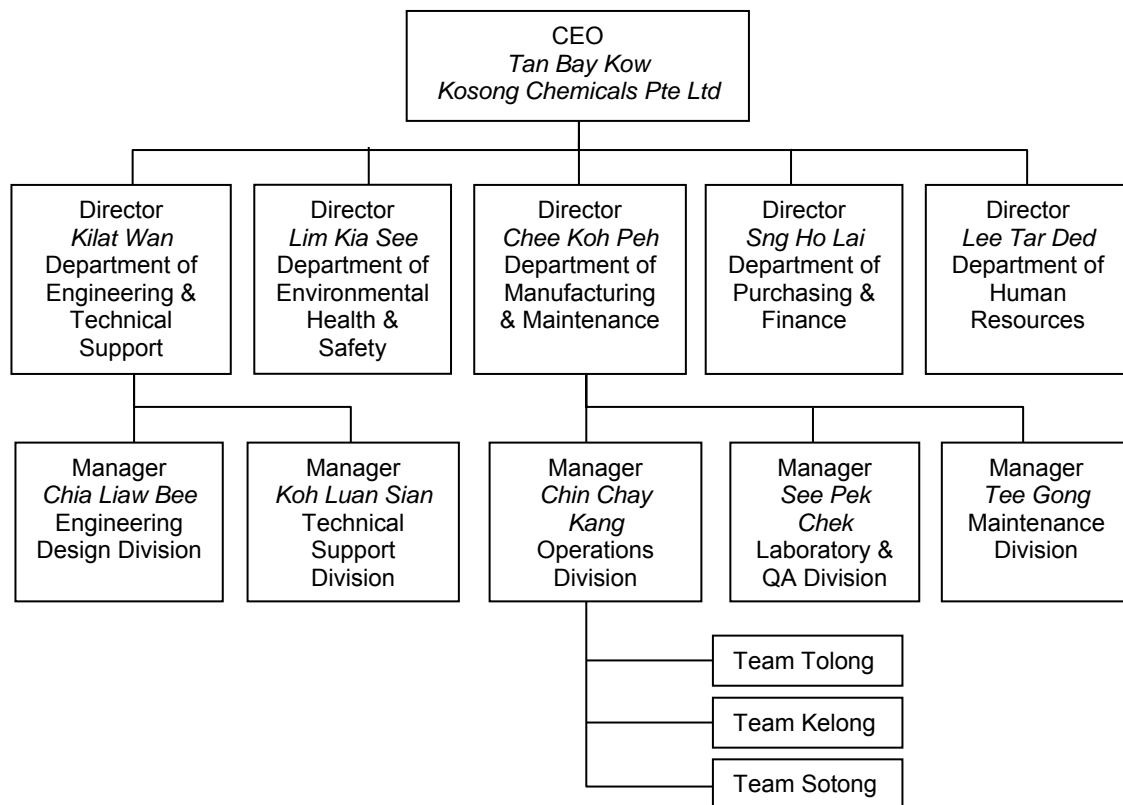 CEO
Tan Bay Kow
Kosong Chemicals Pte Ltd
Director
Kilat Wan
Department of
Engineering &
Technical
Support
Director
Lim Kia See
Department of
Environmental
Health &
Safety
Director
Chee Koh Peh
Department of
Manufacturing
& Maintenance
Director
Sng Ho Lai
Department of
Purchasing &
Finance
Director
Lee Tar Ded
Department of
Human
Resources
Manager
Chia Liaw Bee
Engineering
Design Division
Manager
Koh Luan Sian
Technical
Support
Division
Manager
Chin Chay
Kang
Operations
Division
Manager
See Pek
Chek
Laboratory &
QA Division
Manager
Tee Gong
Maintenance
Division
Team Tolong
Team Kelong
Team Sotong